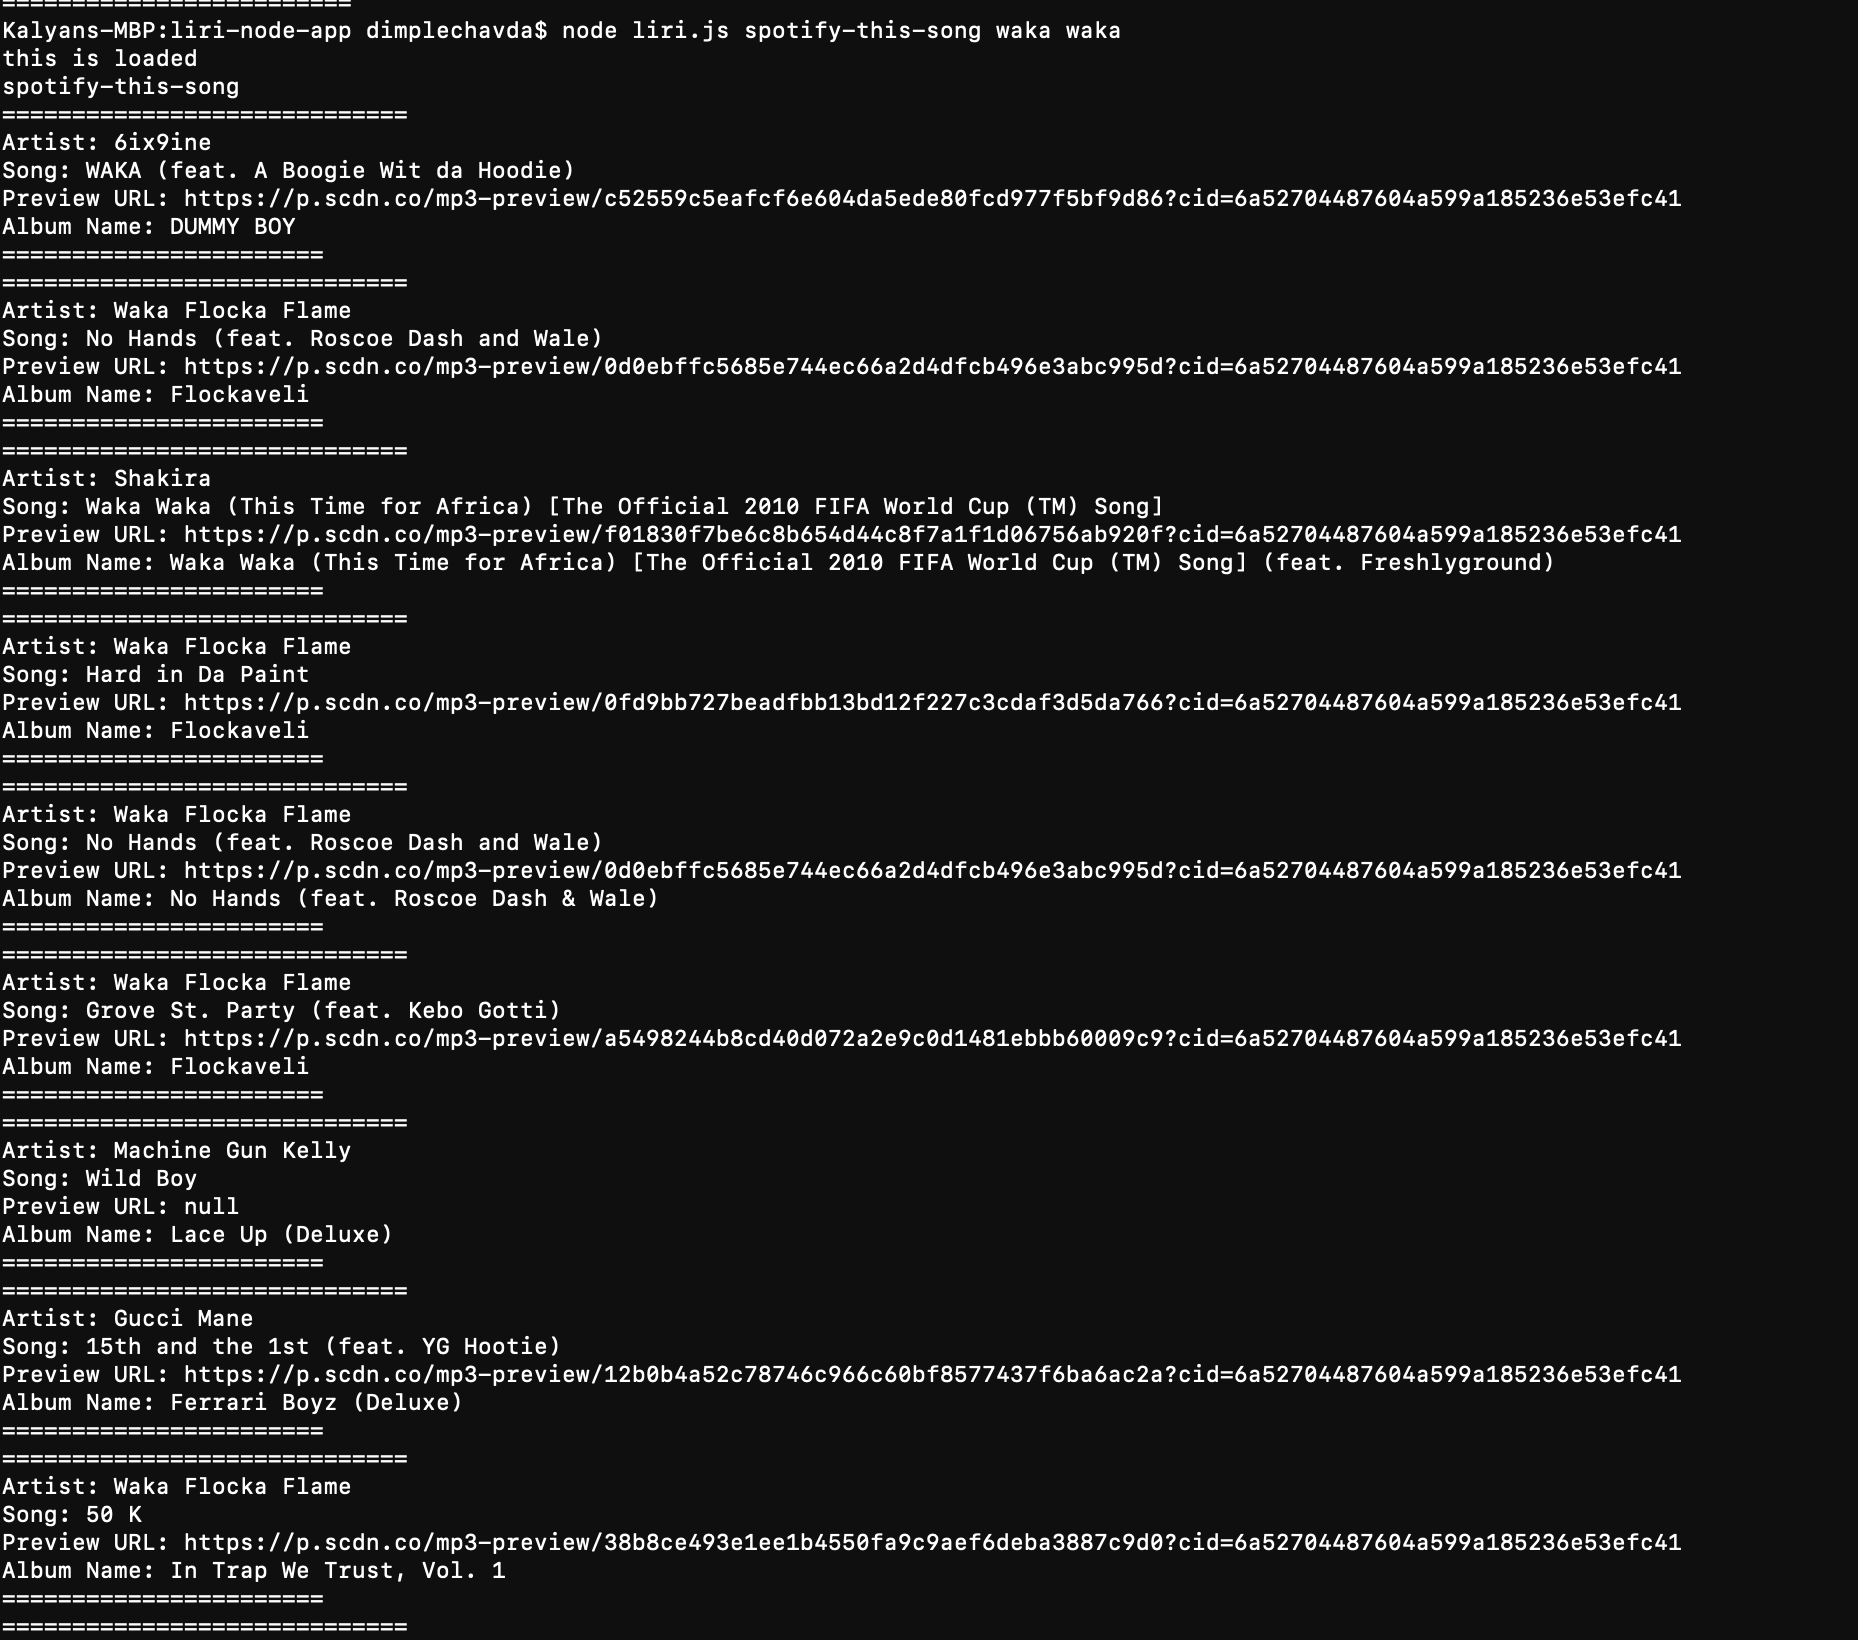 =========================
Kalyans-MBP:liri-node-app dimplechavda$ node liri.js spotify-this-song waka waka
this is loaded
spotify-this-song
=============================
Artist: 6ix9ine
Song: WAKA (feat. A Boogie Wit da Hoodie)
Preview URL: https://p.scdn.co/mp3-preview/c52559c5eafcf6e604da5ede80fcd977f5bf9d86?cid=6a52704487604a599a185236e53efc41
Album Name: DUMMY BOY
=======================
=============================
Artist: Waka Flocka Flame
Song: No Hands (feat. Roscoe Dash and Wale)
Preview URL: https://p.scdn.co/mp3-preview/0d0ebffc5685e744ec66a2d4dfcb496e3abc995d?cid=6a52704487604a599a185236e53efc41
Album Name: Flockaveli
=======================
=============================
Artist: Shakira
Song: Waka Waka (This Time for Africa) [The Official 2010 FIFA World Cup (TM) Song]
Preview URL: https://p.scdn.co/mp3-preview/f01830f7be6c8b654d44c8f7a1f1d06756ab920f?cid=6a52704487604a599a185236e53efc41
Album Name: Waka Waka (This Time for Africa) [The Official 2010 FIFA World Cup (TM) Song] (feat. Freshlyground)
=======================
=============================
Artist: Waka Flocka Flame
Song: Hard in Da Paint
Preview URL: https://p.scdn.co/mp3-preview/0fd9bb727beadfbb13bd12f227c3cdaf3d5da766?cid=6a52704487604a599a185236e53efc41
Album Name: Flockaveli
=======================
=============================
Artist: Waka Flocka Flame
Song: No Hands (feat. Roscoe Dash and Wale)
Preview URL: https://p.scdn.co/mp3-preview/0d0ebffc5685e744ec66a2d4dfcb496e3abc995d?cid=6a52704487604a599a185236e53efc41
Album Name: No Hands (feat. Roscoe Dash & Wale)
=======================
=============================
Artist: Waka Flocka Flame
Song: Grove St. Party (feat. Kebo Gotti)
Preview URL: https://p.scdn.co/mp3-preview/a5498244b8cd40d072a2e9c0d1481ebbb60009c9?cid=6a52704487604a599a185236e53efc41
Album Name: Flockaveli
=======================
=============================
Artist: Machine Gun Kelly
Song: Wild Boy
Preview URL: null
Album Name: Lace Up (Deluxe)
=======================
=============================
Artist: Gucci Mane
Song: 15th and the 1st (feat. YG Hootie)
Preview URL: https://p.scdn.co/mp3-preview/12b0b4a52c78746c966c60bf8577437f6ba6ac2a?cid=6a52704487604a599a185236e53efc41
Album Name: Ferrari Boyz (Deluxe)
=======================
=============================
Artist: Waka Flocka Flame
Song: 50 K
Preview URL: https://p.scdn.co/mp3-preview/38b8ce493e1ee1b4550fa9c9aef6deba3887c9d0?cid=6a52704487604a599a185236e53efc41
Album Name: In Trap We Trust, Vol. 1
=======================
=============================